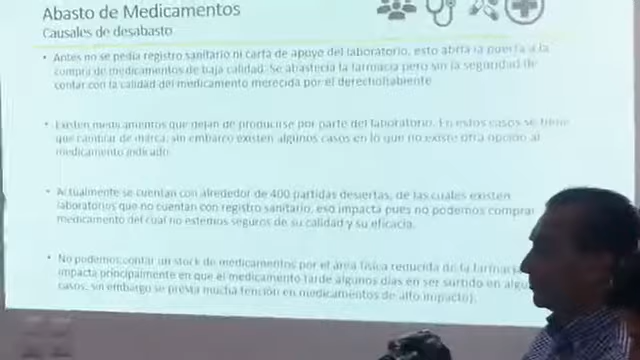 Abasto de Medicamentos
Causales de desabasto
• Antes no se pedía registro sanitario ni carta de apoyo del laboratorio, esto abría la puerta a la
compra de medicamentos de baja calidad. Se abastecía la farmacia pero sin la seguridad de
contar con la calidad del medicamento merecida por el derechohabiente
• Existen medicamentos que dejan de producirse por parte del laboratorio. En estos casos se tiene
que cambiar de marca, sin embargo existen algunos casos en lo que no existe otra opción al
medicamento indicado.
• Actualmente se cuentan con alrededor de 400 partidas desiertas, de las cuales existen
laboratorios que no cuentan con registro sanitario, eso impacta pues no podemos comprar
medicamento del cual no estemos seguros de su calidad y su eficacia.
• No podemos contar un stock de medicamentos por el área física reducida de la farmac
impacta principalmente en que el medicamento tarde algunos días en ser surtido en algu
casos, sin embargo se presta mucha tención en medicamentos de alto impacto).